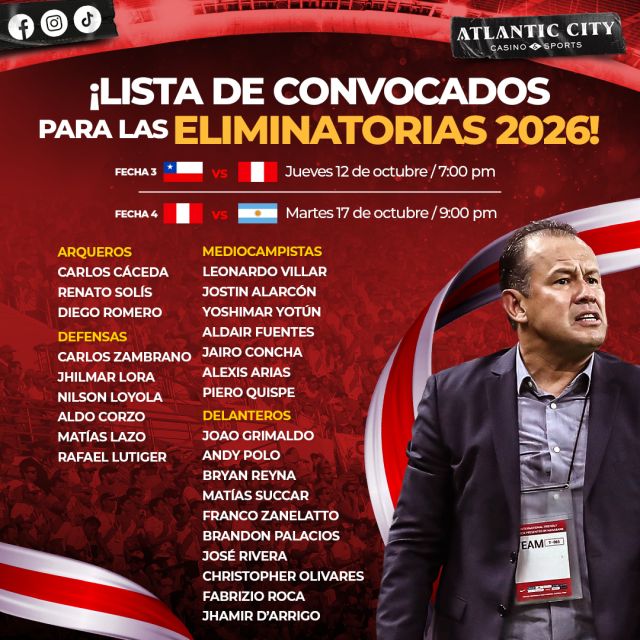 ATLANTIC CITY
CASINO SPORTS
¡LISTA DE CONVOCADOS
PARA LAS ELIMINATORIAS 2026!
FECHA 3 VS Jueves 12 de octubre / 7:00 pm
FECHA 4 VS Martes 17 de octubre / 9:00 pm
ARQUEROS
CARLOS CÁCEDA
RENATO SOLÍS
DIEGO ROMERO
DEFENSAS
CARLOS ZAMBRANO
JHILMAR LORA
NILSON LOYOLA
ALDO CORZO
MATÍAS LAZO
RAFAEL LUTIGER
MEDIOCAMPISTAS
LEONARDO VILLAR
JOSTIN ALARCÓN
YOSHIMAR YOTÚN
ALDAIR FUENTES
JAIRO CONCHA
ALEXIS ARIAS
PIERO QUISPE
DELANTEROS
JOAO GRIMALDO
ANDY POLO
BRYAN REYNA
MATÍAS SUCCAR
FRANCO ZANELATTO
BRANDON PALACIOS
JOSÉ RIVERA
CHRISTOPHER OLIVARES
FABRIZIO ROCA
JHAMIR D'ARRIGO
EAM